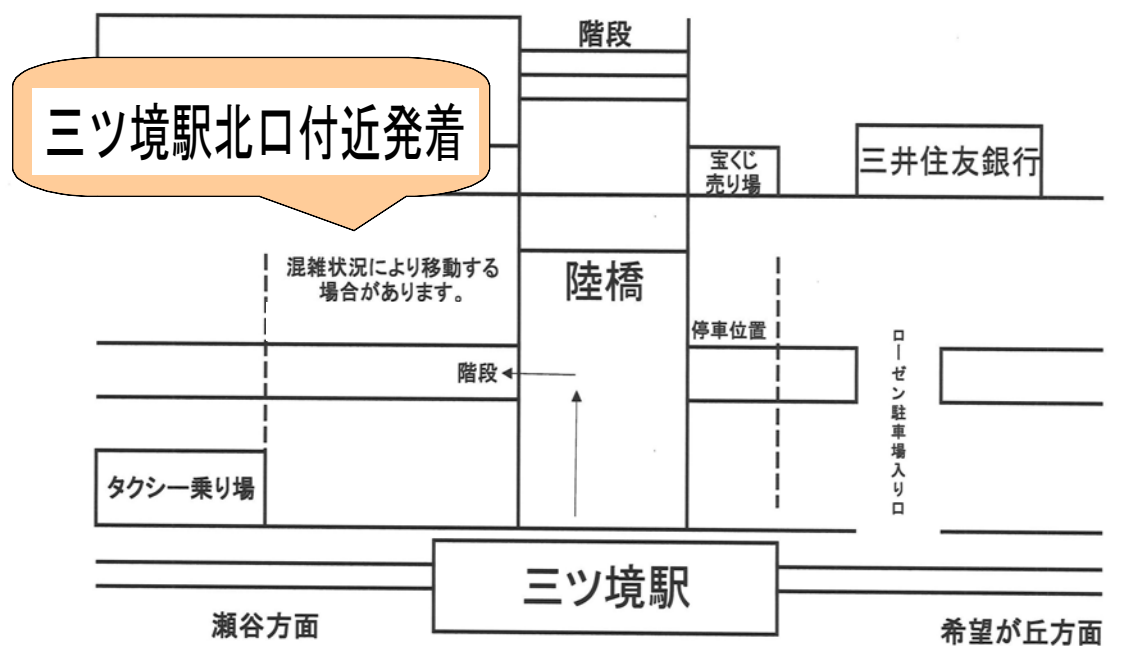 階段
三ツ境駅北口付近発着
宝くじ
売り場
三井住友銀行
混雑状況により移動する
場合があります。
陸橋
停車位置
階段
ローゼン駐車場入り口
タクシー乗り場
三ツ境駅
瀬谷方面
希望が丘方面